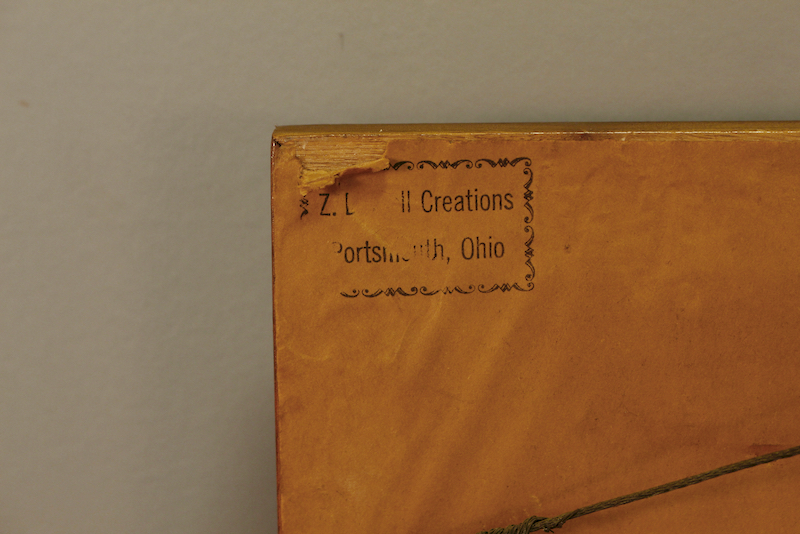 Z. Creations
Portsmouth, Ohio